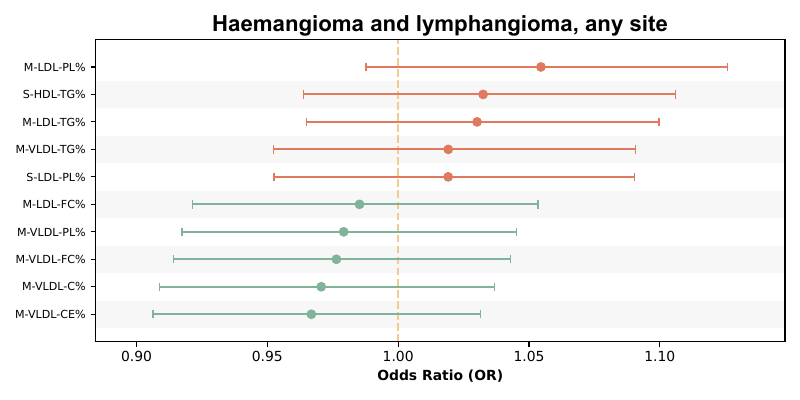 Haemangioma and lymphangioma, any site
M-LDL-PL%
S-HDL-TG%
M-LDL-TG%
M-VLDL-TG%
S-LDL-PL%
M-LDL-FC%
M-VLDL-PL%
M-VLDL-FC%
M-VLDL-C%
M-VLDL-CE%
0.90 0.95 1.00 1.05 1.10
Odds Ratio (OR)